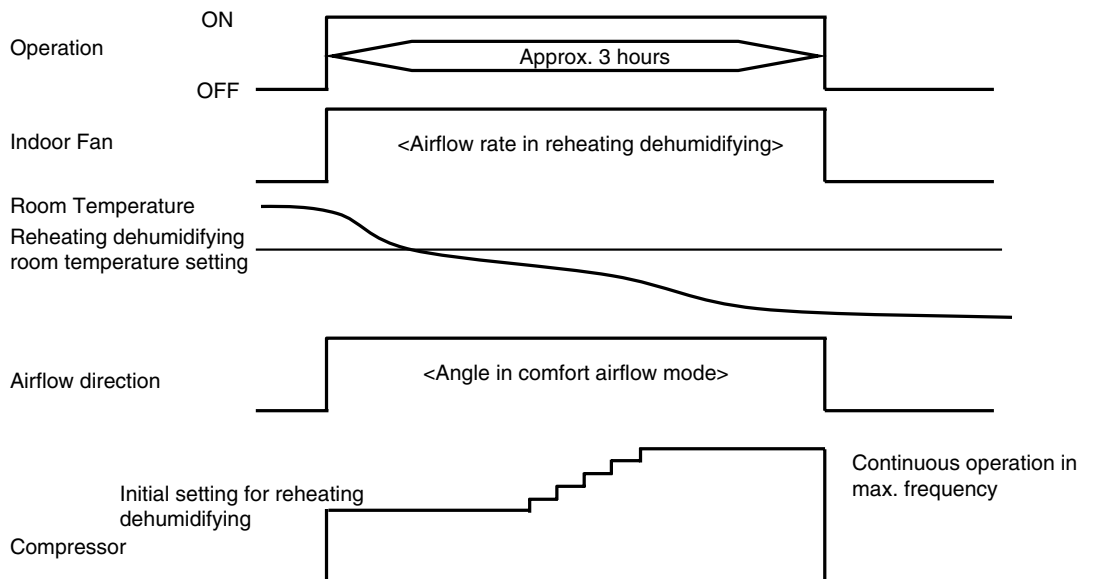 ON
Operation
Approx. 3 hours
OFF
Indoor Fan
<Airflow rate in reheating dehumidifying>
Room Temperature
Reheating dehumidifying
room temperature setting
Airflow direction
<Angle in comfort airflow mode>
Initial setting for reheating
dehumidifying
Continuous operation in
max. frequency
Compressor